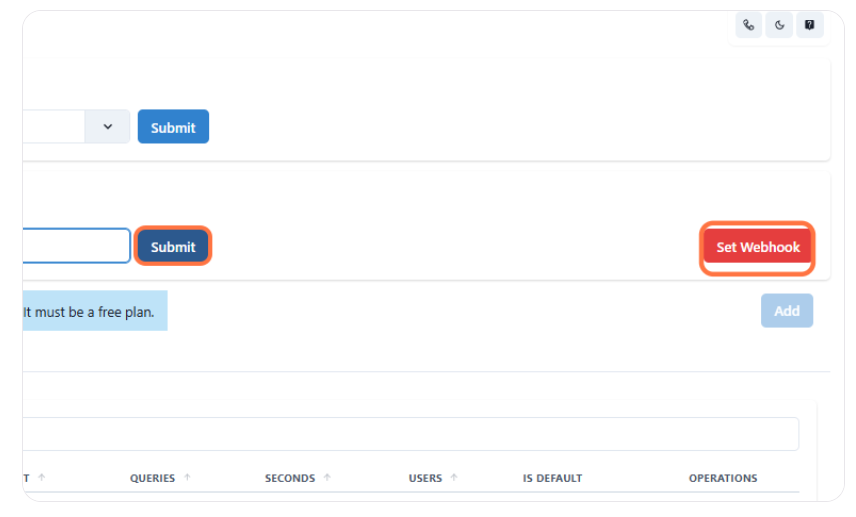 Submit
Submit
Set Webhook
It must be a free plan.
Add
T QUERIES SECONDS USERS IS DEFAULT OPERATIONS